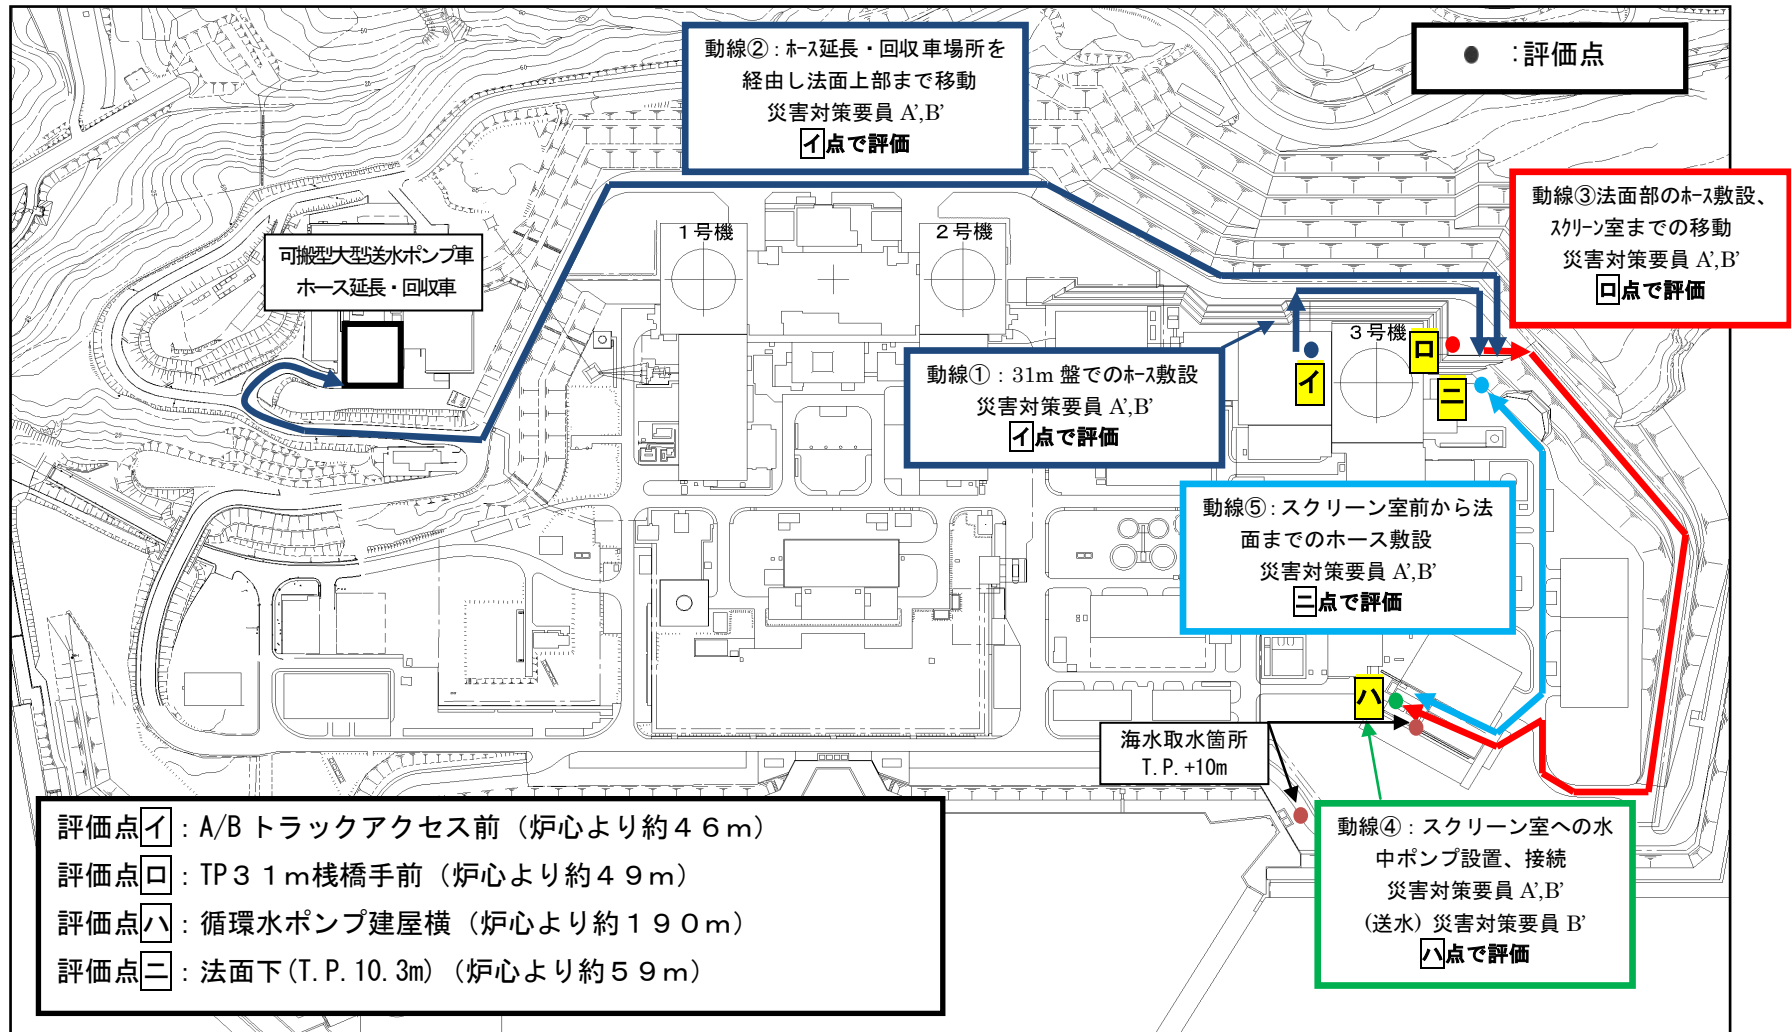 動線②：ﾎｰｽ延長・回収車場所を
経由し法面上部まで移動
災害対策要員 A',B'
イ点で評価
●：評価点
動線③法面部のﾎｰｽ敷設、
ｽｸﾘｰﾝ室までの移動
災害対策要員 A',B'
ロ点で評価
可搬型大型送水ポンプ車
ホース延長・回収車
１号機
２号機
３号機
動線①：31m 盤でのﾎｰｽ敷設
災害対策要員 A',B'
イ点で評価
イ
ロ
ニ
動線⑤：スクリーン室前から法
面までのホース敷設
災害対策要員 A',B'
ニ点で評価
ハ
海水取水箇所
T.P.+10m
動線④：スクリーン室への水
中ポンプ設置、接続
災害対策要員 A',B'
(送水) 災害対策要員 B'
ハ点で評価
評価点イ：A/B トラックアクセス前（炉心より約４６ｍ）
評価点ロ：TP３１ｍ桟橋手前（炉心より約４９ｍ）
評価点ハ：循環水ポンプ建屋横（炉心より約１９０ｍ）
評価点ニ：法面下(T.P.10.3m)（炉心より約５９ｍ）